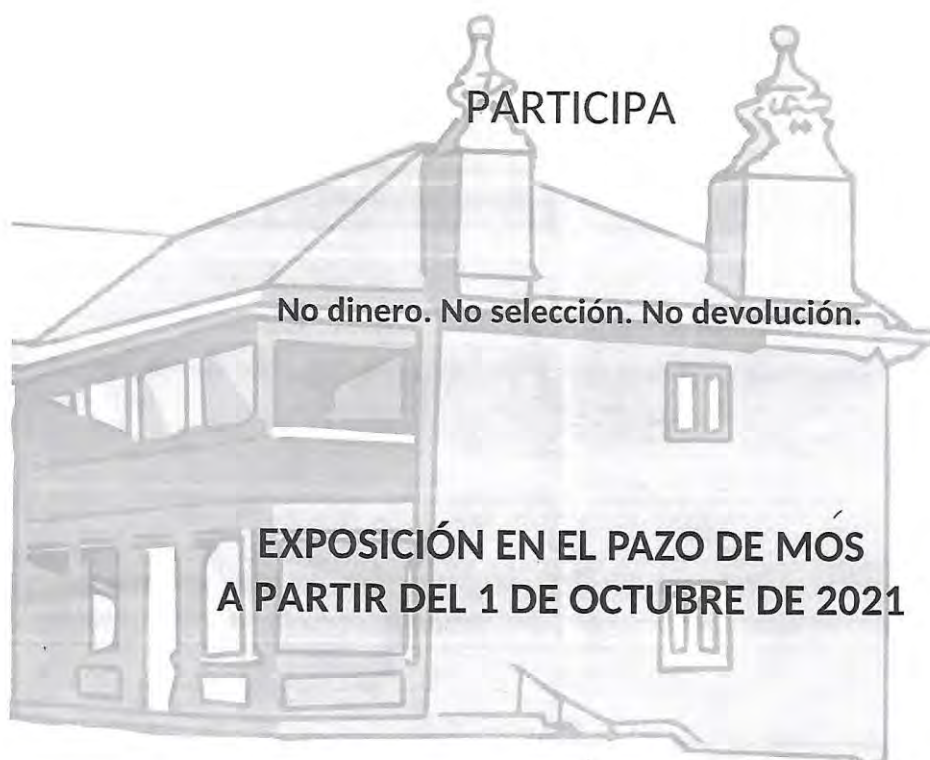 PARTICIPA
No dinero. No selección. No devolución.
EXPOSICIÓN EN EL PAZO DE MÓS
A PARTIR DEL 1 DE OCTUBRE DE 2021